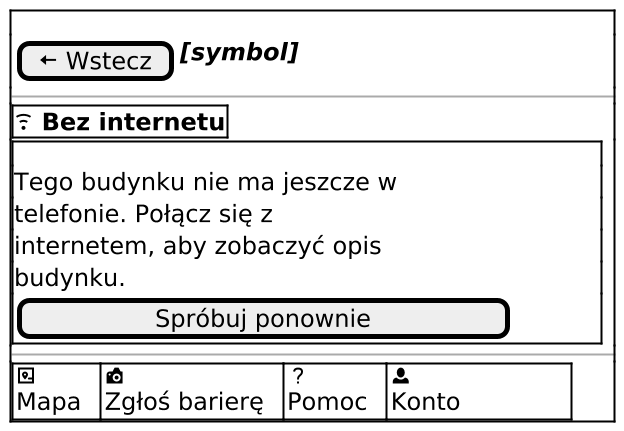 ← Wstecz [symbol]
Bez internetu
Tego budynku nie ma jeszcze w
telefonie. Połącz się z
internetem, aby zobaczyć opis
budynku.
Spróbuj ponownie
?
Mapa Zgłoś barierę Pomoc Konto